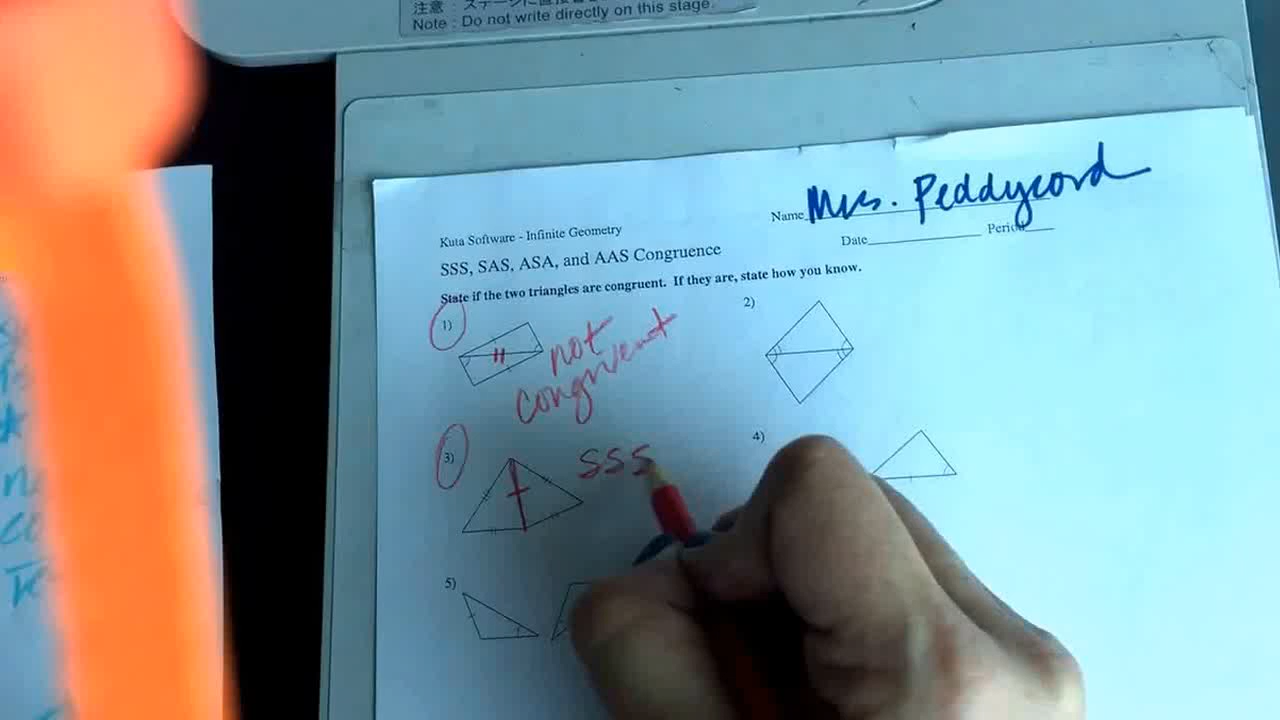 注意 : ステージに直接
Note : Do not write directly on this stage.
Name Mrs. Peddycord
Kuta Software - Infinite Geometry
SSS, SAS, ASA, and AAS Congruence
Date Period
State if the two triangles are congruent. If they are, state how you know.
1)
not
congruent
2)
3)
SSS
4)
5)